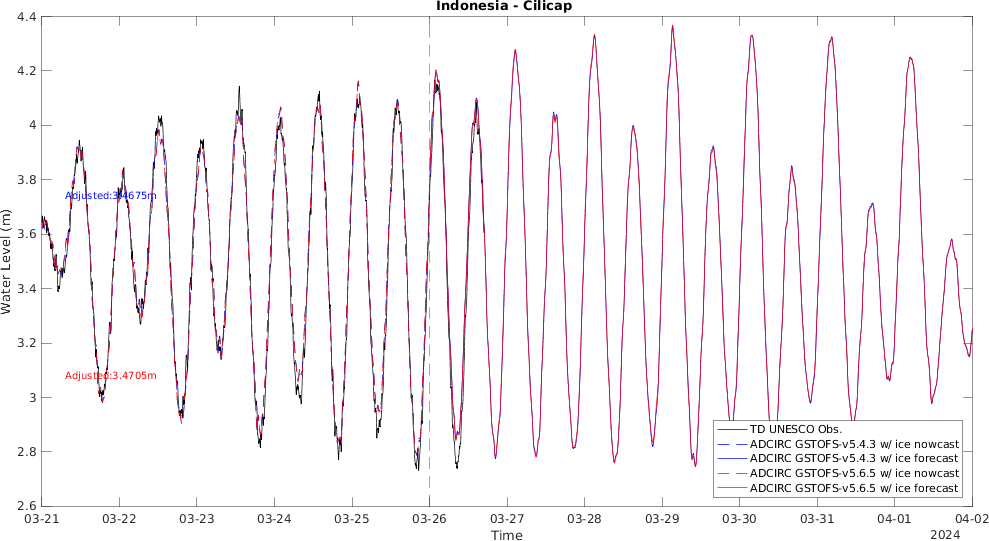 Indonesia - Cilicap
4.4
4.2
4
3.8
3.6
3.4
3.2
3
2.8
2.6
Water Level (m)
Adjusted:3.4675m
Adjusted:3.4705m
TD UNESCO Obs.
ADCIRC GSTOFS-v5.4.3 w/ ice nowcast
ADCIRC GSTOFS-v5.4.3 w/ ice forecast
ADCIRC GSTOFS-v5.6.5 w/ ice nowcast
ADCIRC GSTOFS-v5.6.5 w/ ice forecast
03-21 03-22 03-23 03-24 03-25 03-26 03-27 03-28 03-29 03-30 03-31 04-01 04-02
Time
2024